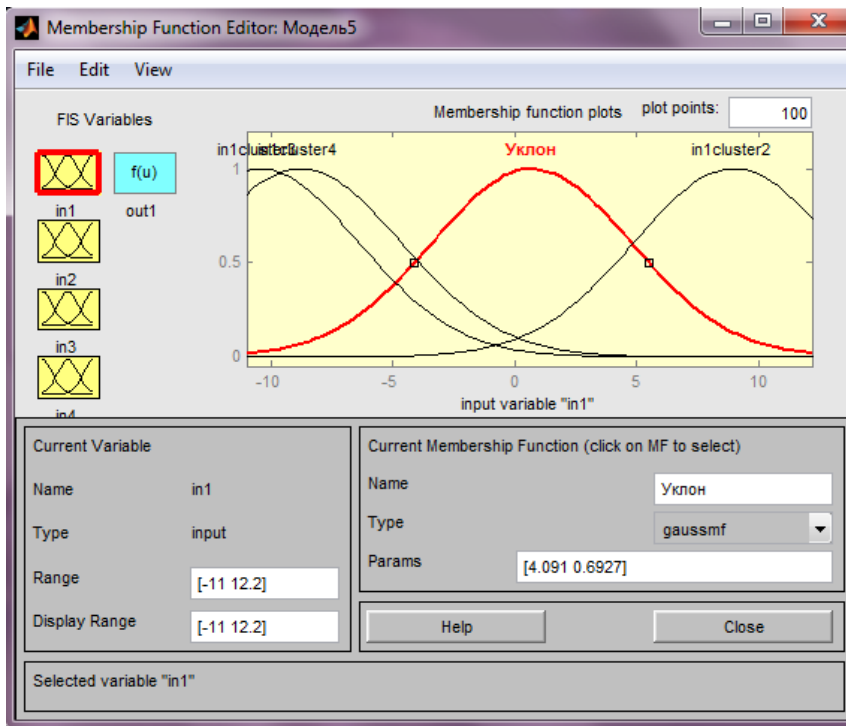 Membership Function Editor: Модель5
File Edit View
FIS Variables
Membership function plots plot points: 100
f(u)
in1 out1
in2
in3
in4
in1cluster3 in1cluster4 Уклон in1cluster2
1
0.5
0
-10 -5 0 5 10
input variable "in1"
Current Variable
Name in1
Type input
Range [-11 12.2]
Display Range [-11 12.2]
Current Membership Function (click on MF to select)
Name Уклон
Type gaussmf
Params [4.091 0.6927]
Help Close
Selected variable "in1"